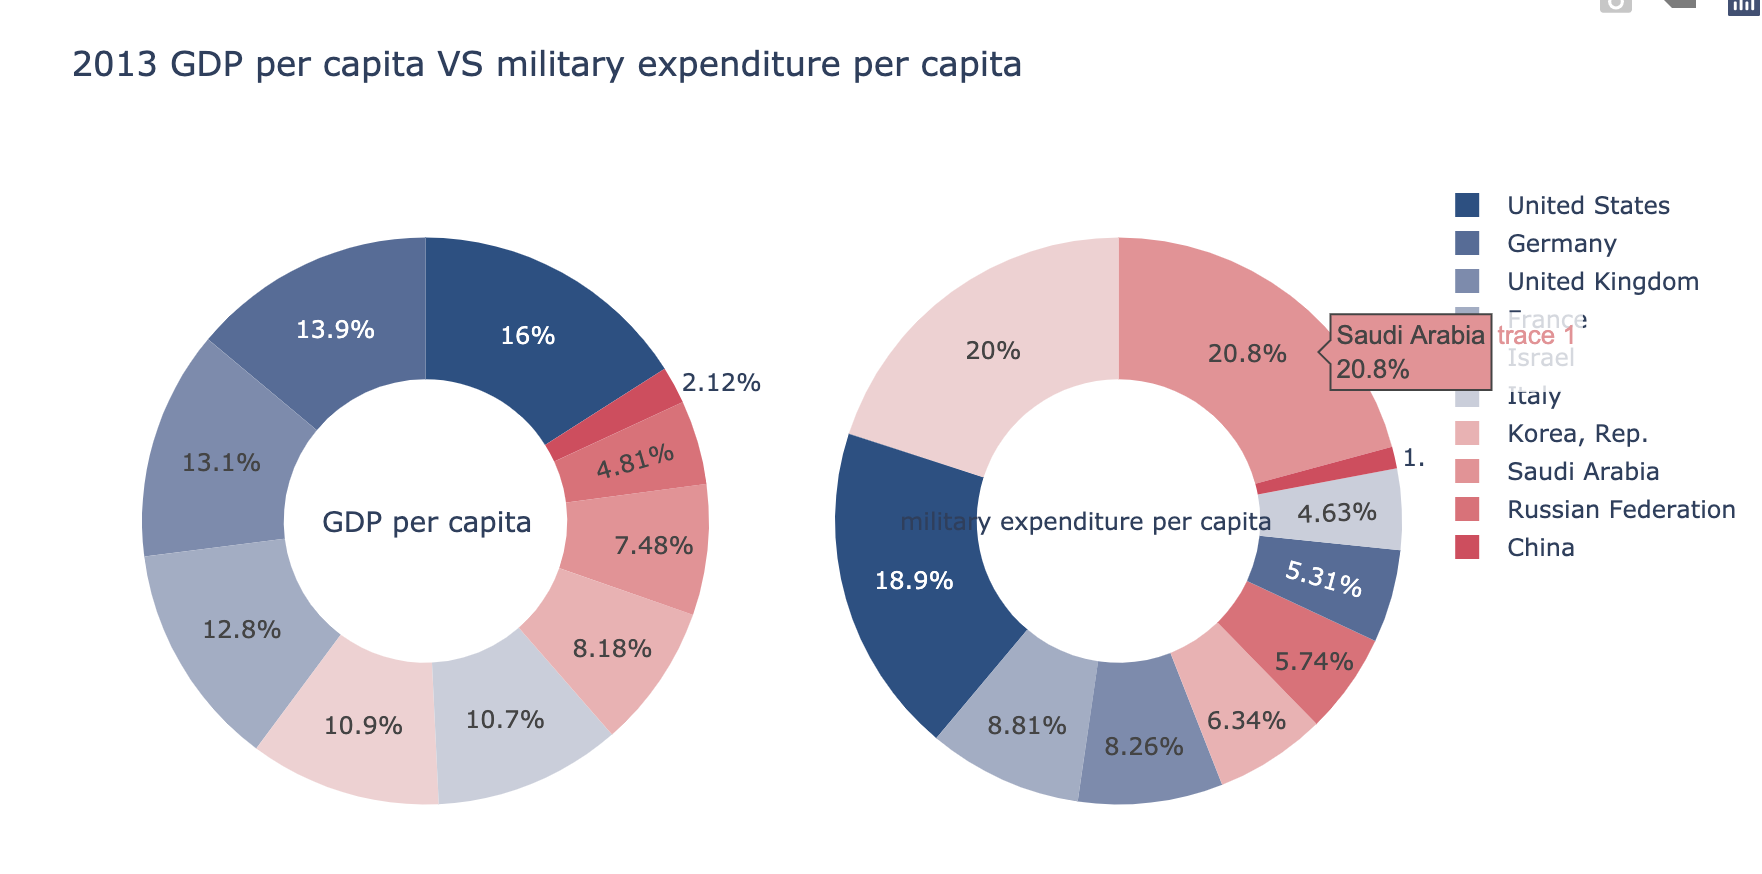 2013 GDP per capita VS military expenditure per capita
16%
2.12%
4.81%
7.48%
8.18%
10.7%
10.9%
12.8%
13.1%
13.9%
GDP per capita
20.8%
1.
4.63%
5.31%
5.74%
6.34%
8.26%
8.81%
18.9%
20%
military expenditure per capita
Saudi Arabia trace 1
20.8%
United States
Germany
United Kingdom
France
Israel
Italy
Korea, Rep.
Saudi Arabia
Russian Federation
China